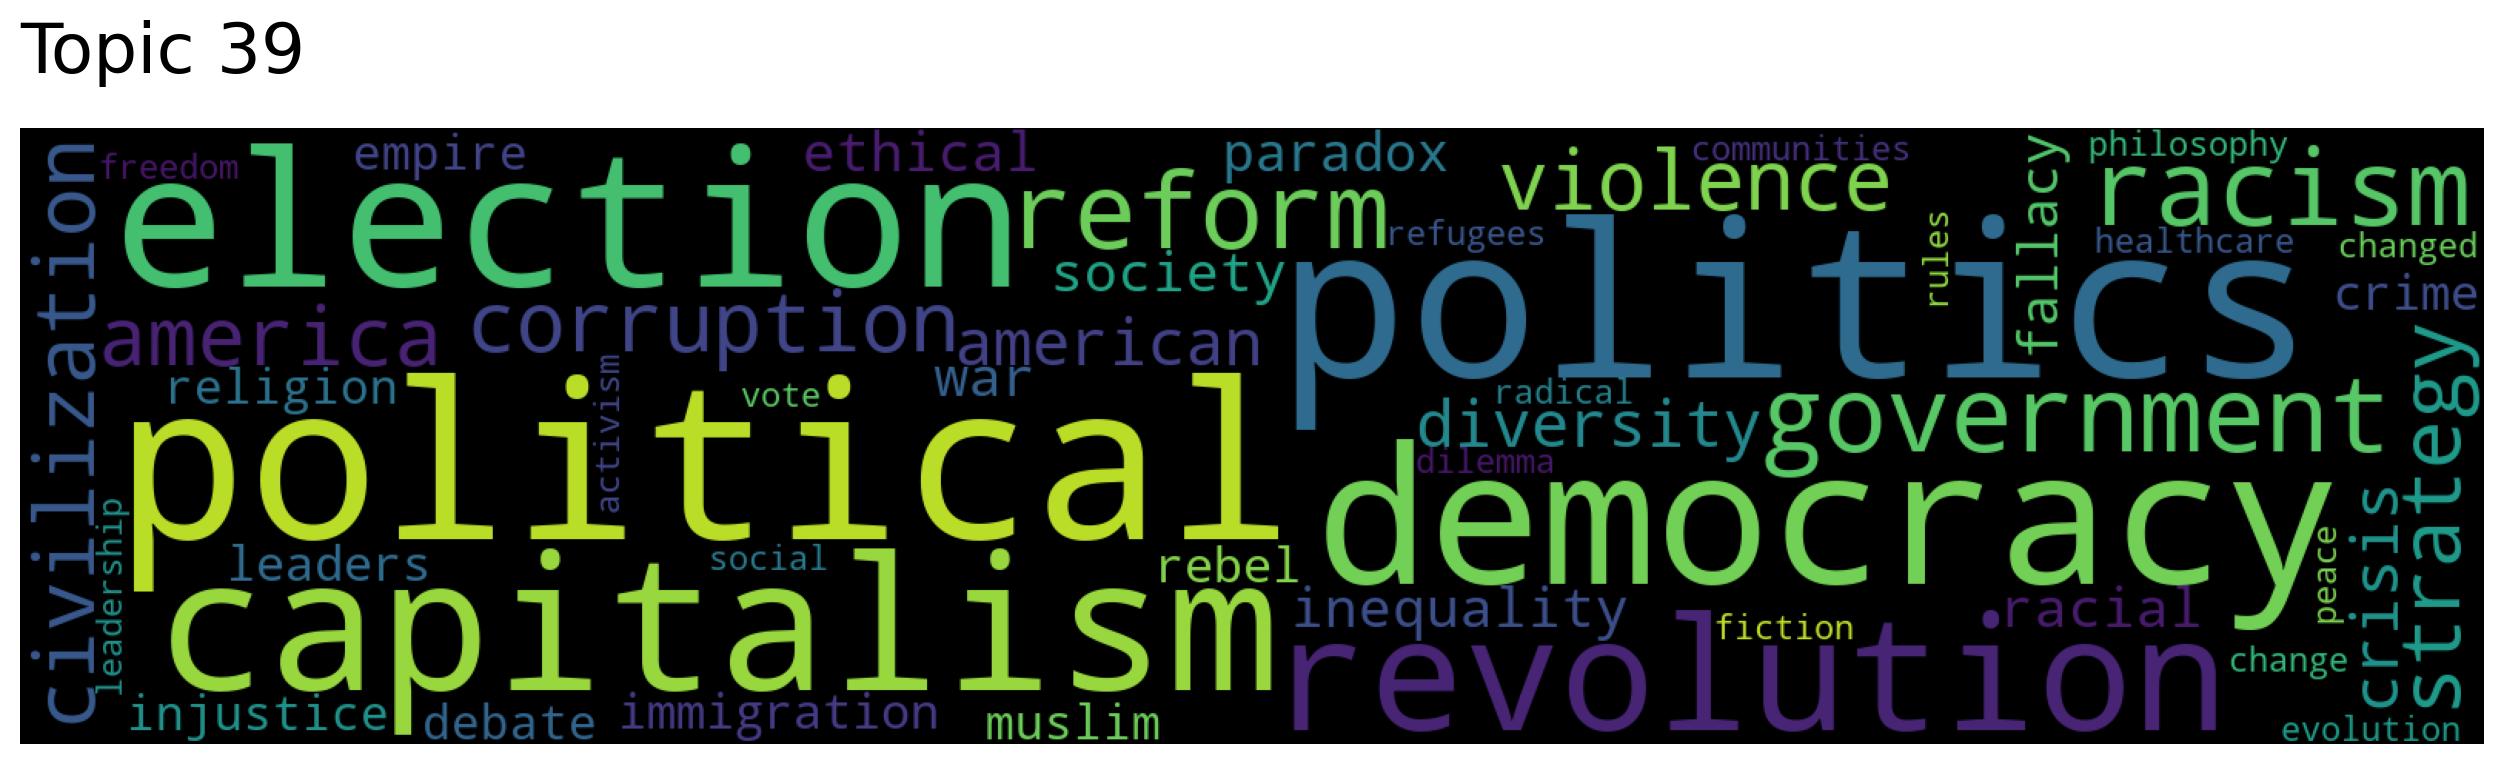 Topic 39
freedom
empire
ethical
paradox
communities
philosophy
civilization
election
reform
violence
fallacy
racism
refugees
rules
healthcare
changed
society
politics
crime
america
corruption
american
religion
activism
vote
war
radical
diversity
government
strategy
political
dilemma
democracy
crisis
leadership
leaders
social
rebel
peace
capitalism
inequality
racial
fiction
revolution
change
injustice
debate
immigration
muslim
evolution